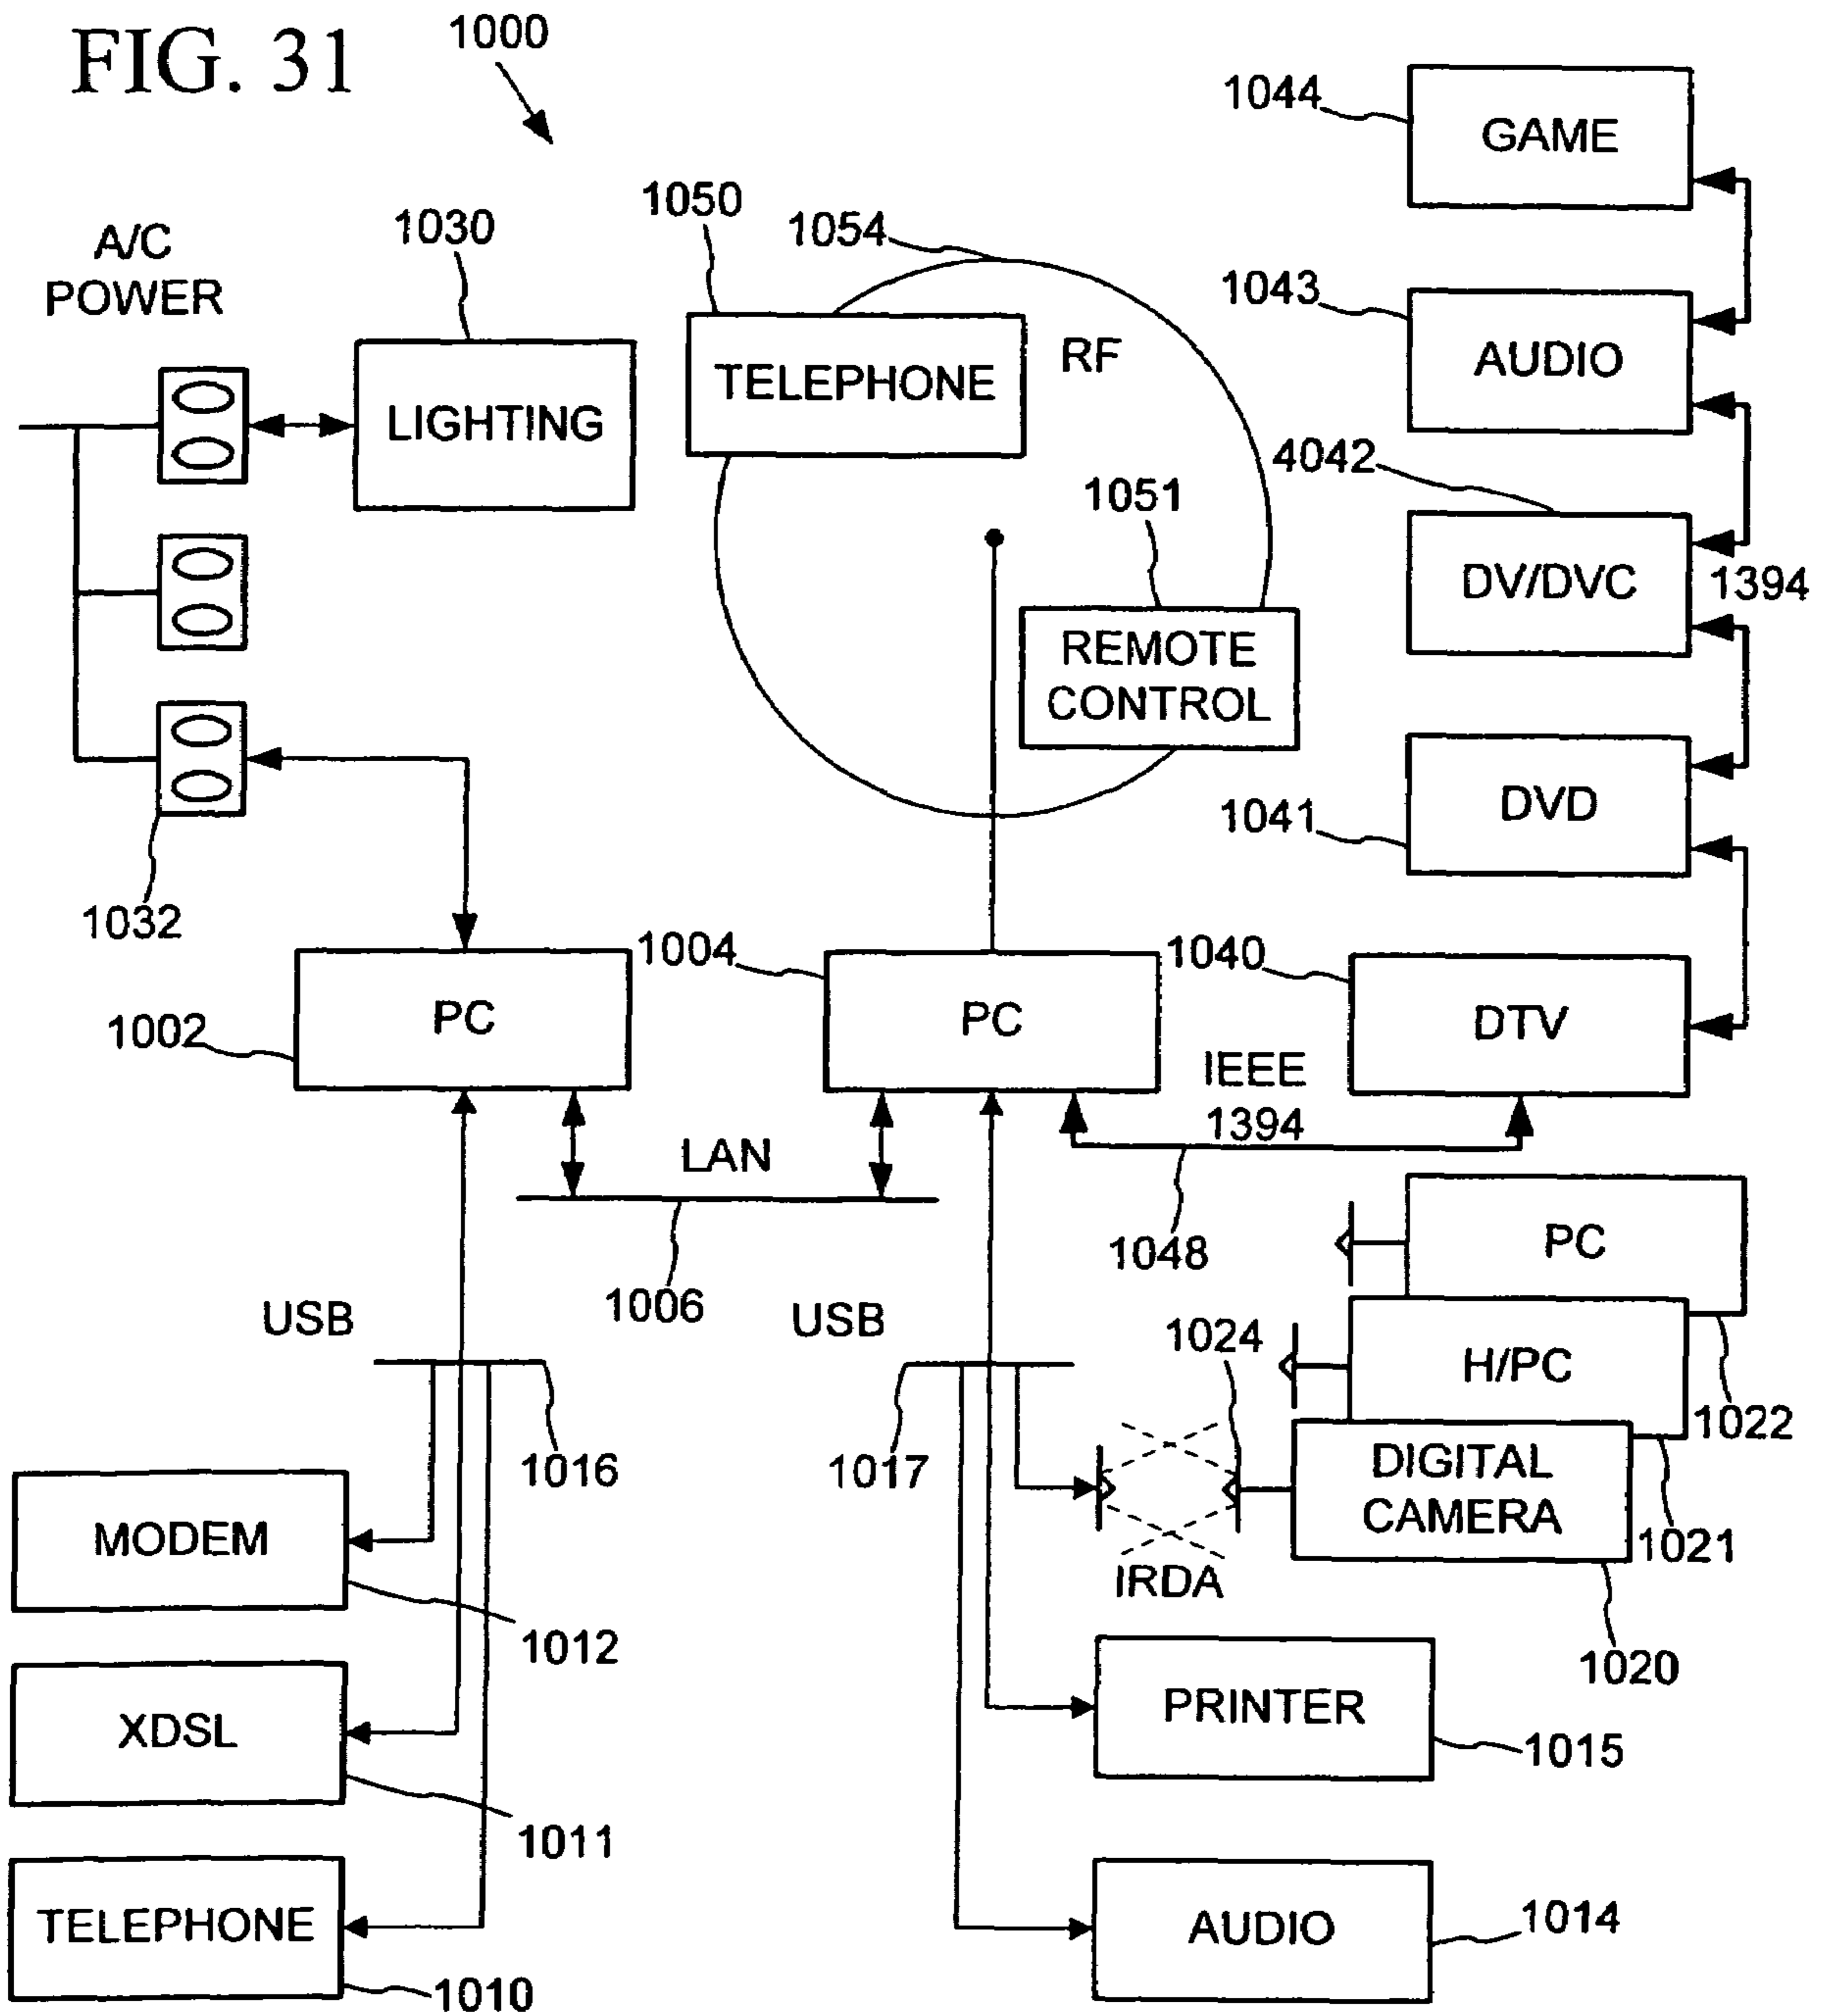 FIG. 31
1000
1044
GAME
A/C
POWER
1030
LIGHTING
1050
1054
TELEPHONE
RF
1043
AUDIO
4042
DV/DVC
1394
1051
REMOTE
CONTROL
1041
DVD
1032
1002
PC
1004
PC
1040
DTV
IEEE
1394
1048
LAN
1006
USB
1016
USB
1017
1024
PC
1022
H/PC
1021
DIGITAL
CAMERA
1020
IRDA
MODEM
1012
XDSL
1011
TELEPHONE
1010
PRINTER
1015
AUDIO
1014